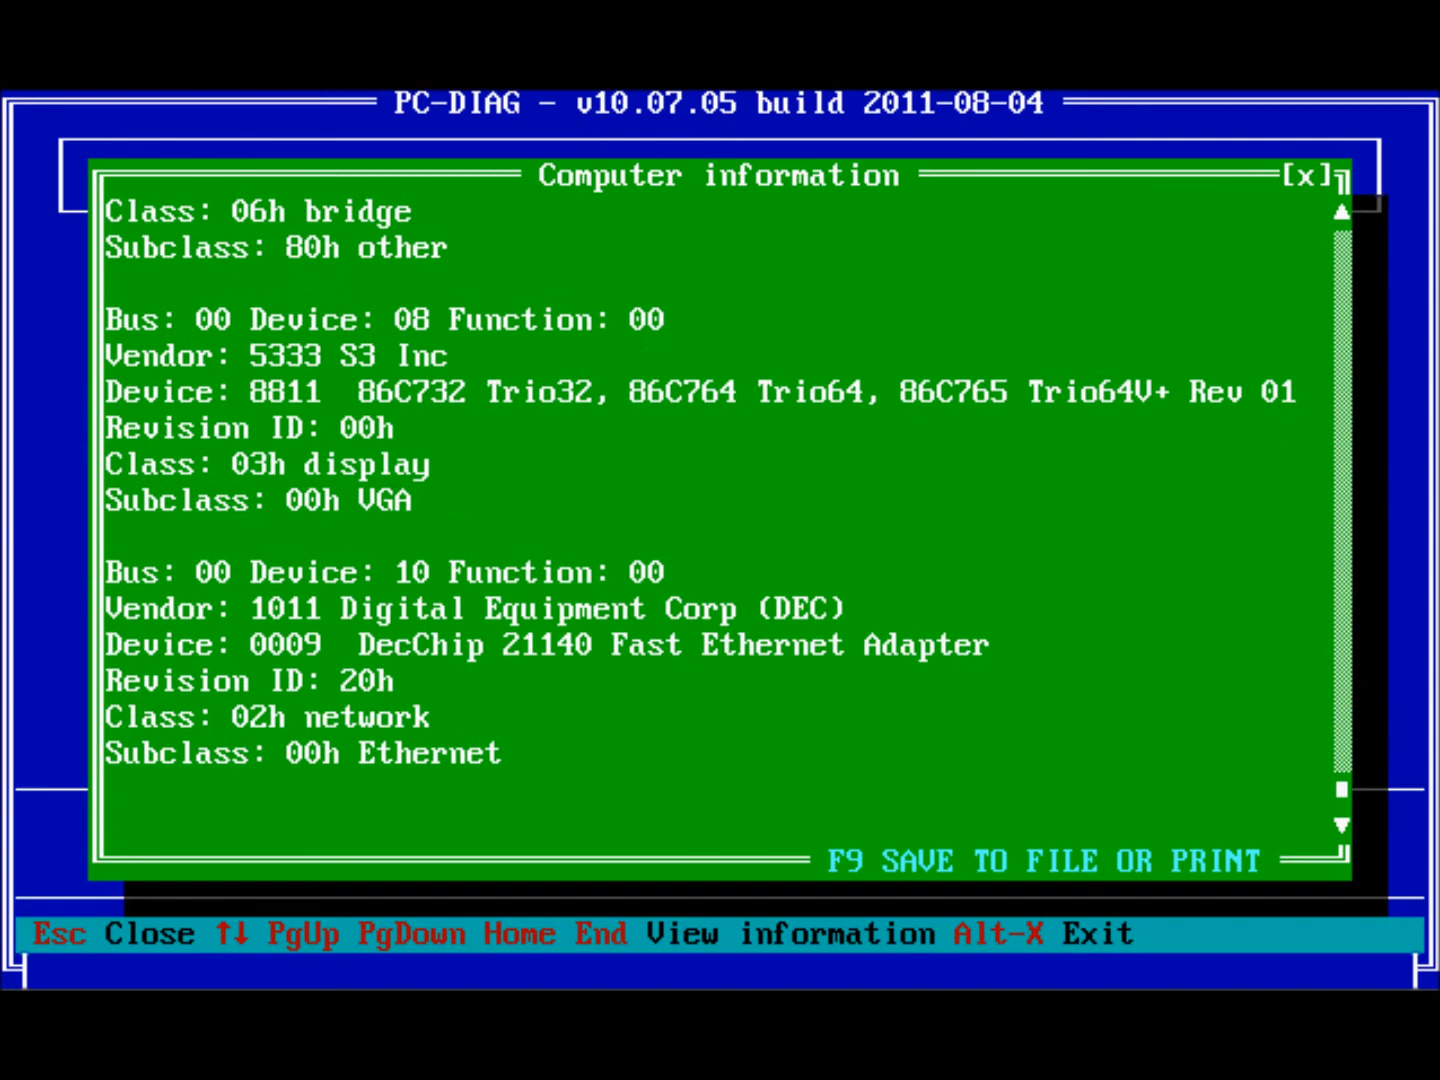 PC-DIAG - v10.07.05 build 2011-08-04
Computer information [x]
Class: 06h bridge
Subclass: 80h other
Bus: 00 Device: 08 Function: 00
Vendor: 5333 S3 Inc
Device: 8811  86C732 Trio32, 86C764 Trio64, 86C765 Trio64V+ Rev 01
Revision ID: 00h
Class: 03h display
Subclass: 00h VGA
Bus: 00 Device: 10 Function: 00
Vendor: 1011 Digital Equipment Corp (DEC)
Device: 0009  DecChip 21140 Fast Ethernet Adapter
Revision ID: 20h
Class: 02h network
Subclass: 00h Ethernet
F9 SAVE TO FILE OR PRINT
Esc Close ↑↓ PgUp PgDown Home End View information Alt-X Exit